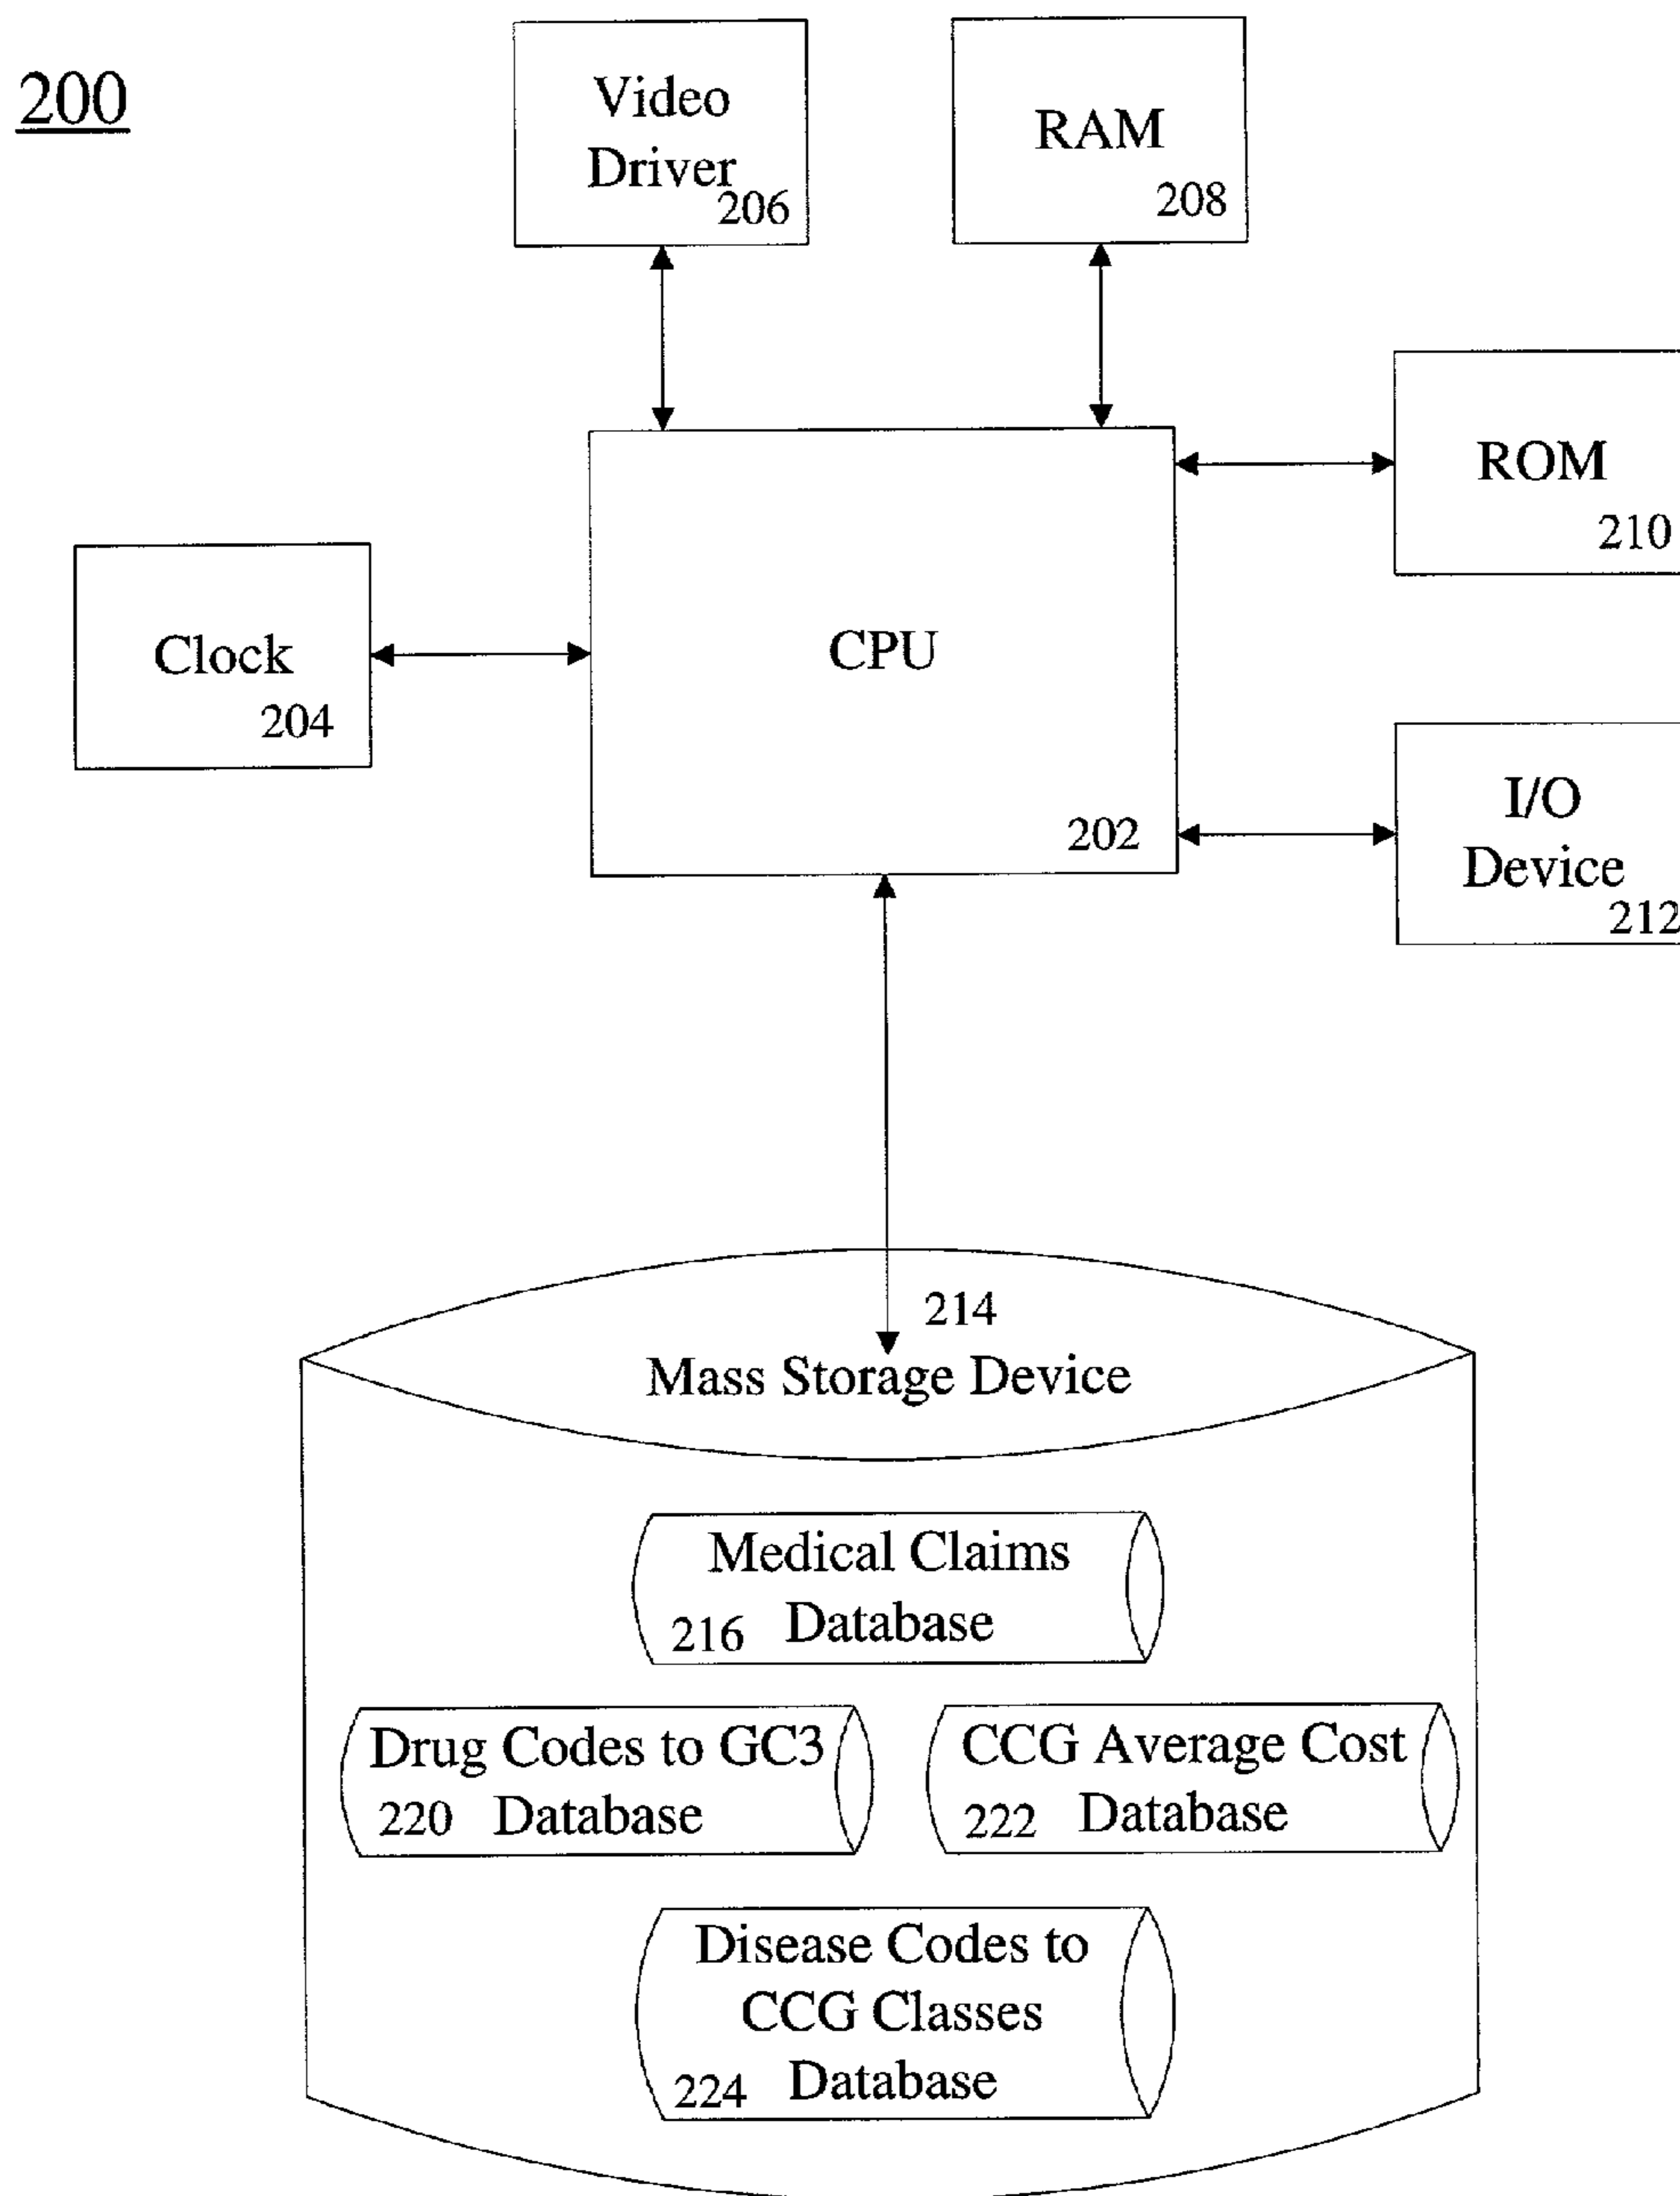 200
Video
Driver
206
RAM
208
ROM
210
Clock
204
CPU
202
I/O
Device
212
214
Mass Storage Device
Medical Claims
216 Database
Drug Codes to GC3
220 Database
CCG Average Cost
222 Database
Disease Codes to
CCG Classes
224 Database